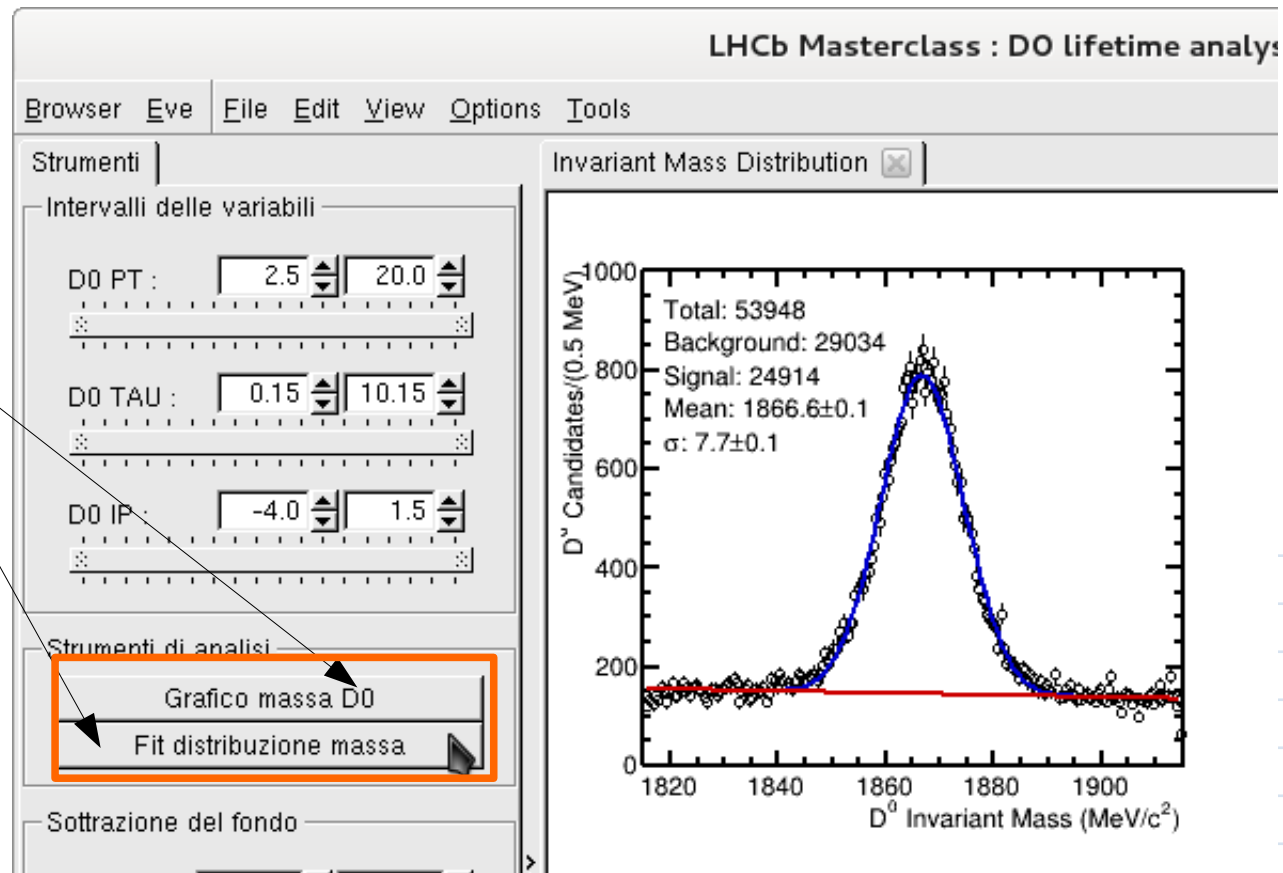 LHCb Masterclass : D0 lifetime analys
Browser Eve File Edit View Options Tools
Strumenti
Intervalli delle variabili
D0 PT : 2.5 20.0
D0 TAU : 0.15 10.15
D0 IP : -4.0 1.5
Strumenti di analisi
Grafico massa D0
Fit distribuzione massa
Sottrazione del fondo
>
Invariant Mass Distribution
D⁰ Candidates/(0.5 MeV)
1000
800
600
400
200
0
Total: 53948
Background: 29034
Signal: 24914
Mean: 1866.6±0.1
σ: 7.7±0.1
1820 1840 1860 1880 1900
D⁰ Invariant Mass (MeV/c²)